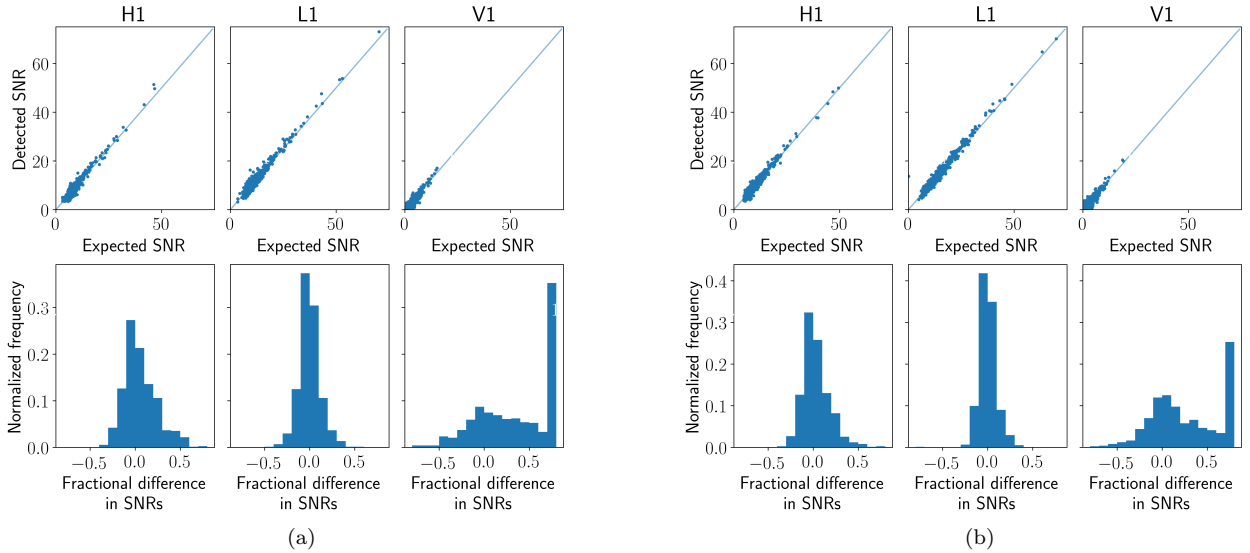 H1 L1 V1 H1 L1 V1
Detected SNR
60
40
20
0
0 50 0 50 0 50
Expected SNR Expected SNR Expected SNR
Detected SNR
60
40
20
0
0 50 0 50 0 50
Expected SNR Expected SNR Expected SNR
Normalized frequency
0.3
0.2
0.1
0.0
−0.5 0.0 0.5 −0.5 0.0 0.5 −0.5 0.0 0.5
Fractional difference Fractional difference Fractional difference
in SNRs in SNRs in SNRs
Normalized frequency
0.4
0.3
0.2
0.1
0.0
−0.5 0.0 0.5 −0.5 0.0 0.5 −0.5 0.0 0.5
Fractional difference Fractional difference Fractional difference
in SNRs in SNRs in SNRs
(a) (b)